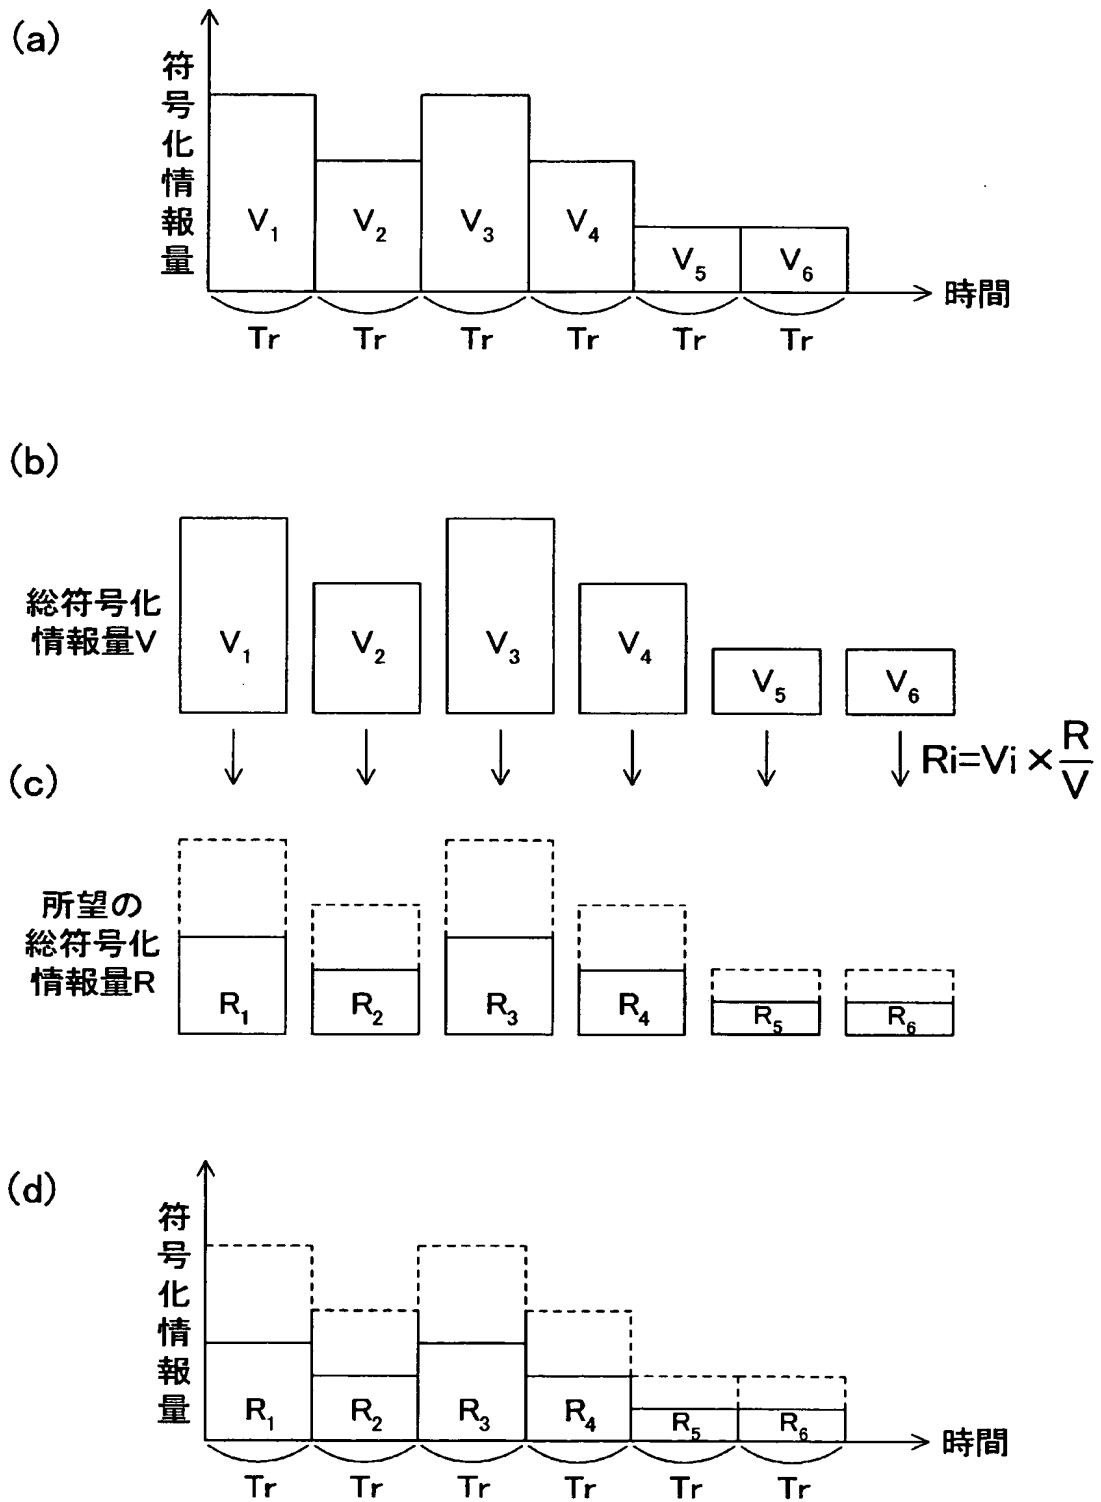 (a)
符号化情報量
V1 V2 V3 V4 V5 V6
時間
Tr Tr Tr Tr Tr Tr
(b)
総符号化
情報量V
V1 V2 V3 V4 V5 V6
Ri=Vi×R/V
(c)
所望の
総符号化
情報量R
R1 R2 R3 R4 R5 R6
(d)
符号化情報量
R1 R2 R3 R4 R5 R6
時間
Tr Tr Tr Tr Tr Tr